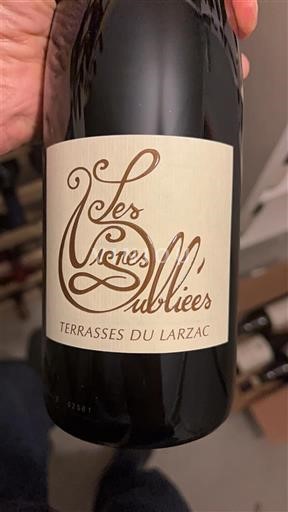 Les
Vignes
Oubliées
TERRASSES DU LARZAC